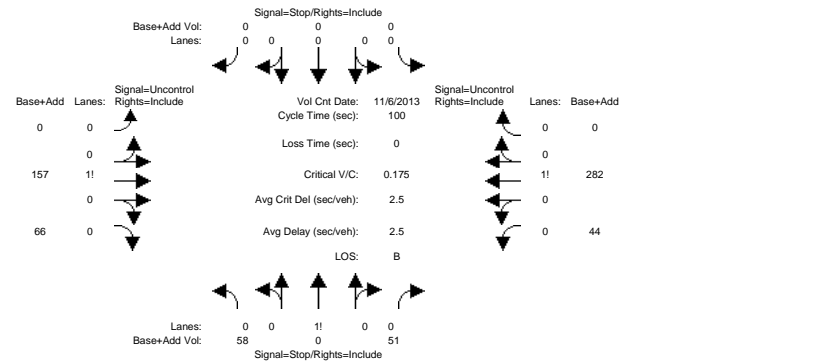 Signal=Stop/Rights=Include
Base+Add Vol: 0 0 0
Lanes: 0 0 0 0 0
Signal=Uncontrol Signal=Uncontrol
Base+Add Lanes: Rights=Include Vol Cnt Date: 11/6/2013 Rights=Include Lanes: Base+Add
Cycle Time (sec): 100
0 0 0 0
Loss Time (sec): 0
0 0
157 1! Critical V/C: 0.175 1! 282
0 Avg Crit Del (sec/veh): 2.5 0
66 0 Avg Delay (sec/veh): 2.5 0 44
LOS: B
Lanes: 0 0 1! 0 0
Base+Add Vol: 58 0 51
Signal=Stop/Rights=Include